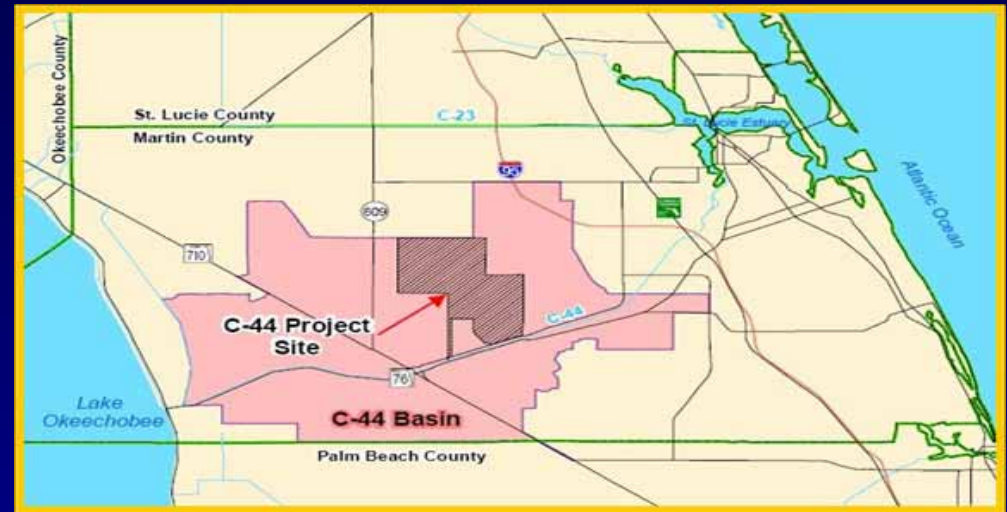 Okeechobee County
St. Lucie County
C-23
Martin County
St. Lucie Estuary
95
609
710
Atlantic Ocean
C-44 Project
Site
C-44
76
Lake
Okeechobee
C-44 Basin
Palm Beach County